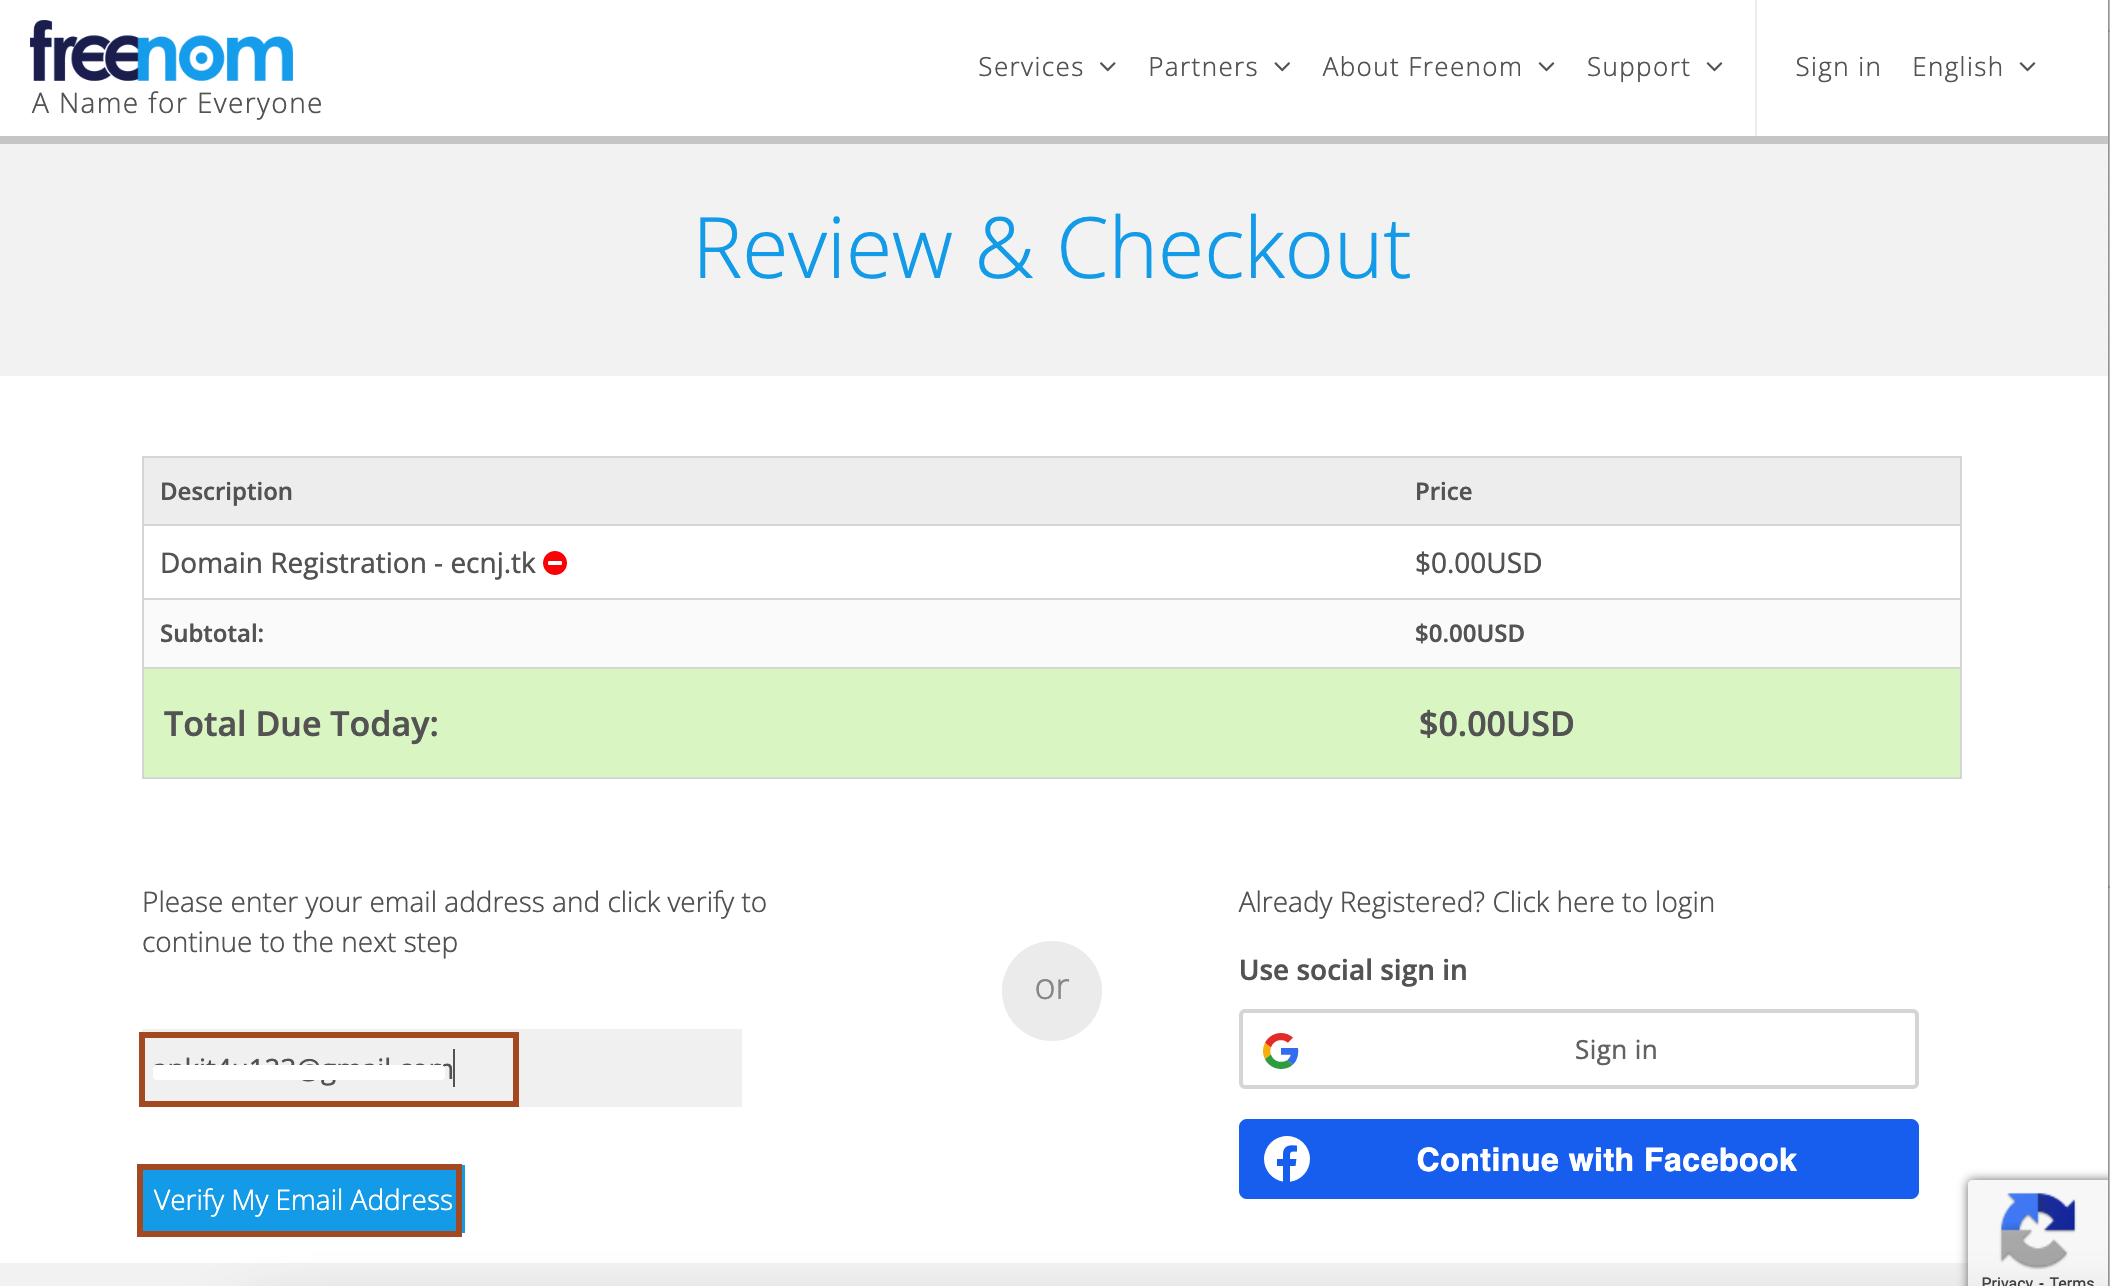 freenom
A Name for Everyone
Services Partners About Freenom Support Sign in English
Review & Checkout
Description Price
Domain Registration - ecnj.tk $0.00USD
Subtotal: $0.00USD
Total Due Today: $0.00USD
Please enter your email address and click verify to
continue to the next step
or
Already Registered? Click here to login
Use social sign in
Sign in
Continue with Facebook
Verify My Email Address
Privacy - Terms